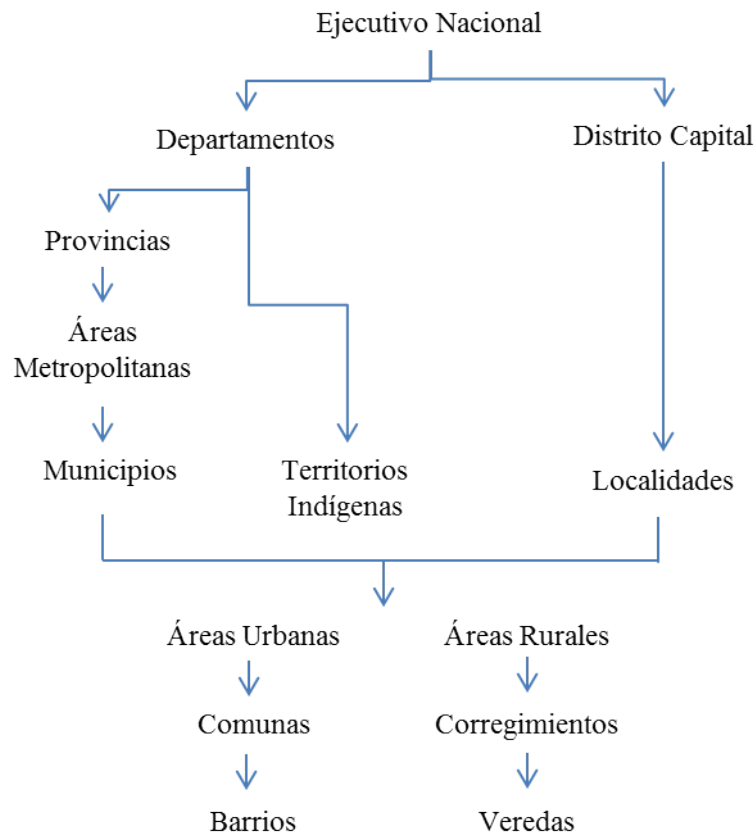 Ejecutivo Nacional
Departamentos
Distrito Capital
Provincias
Áreas
Metropolitanas
Municipios
Territorios
Indígenas
Localidades
Áreas Urbanas
Áreas Rurales
Comunas
Corregimientos
Barrios
Veredas